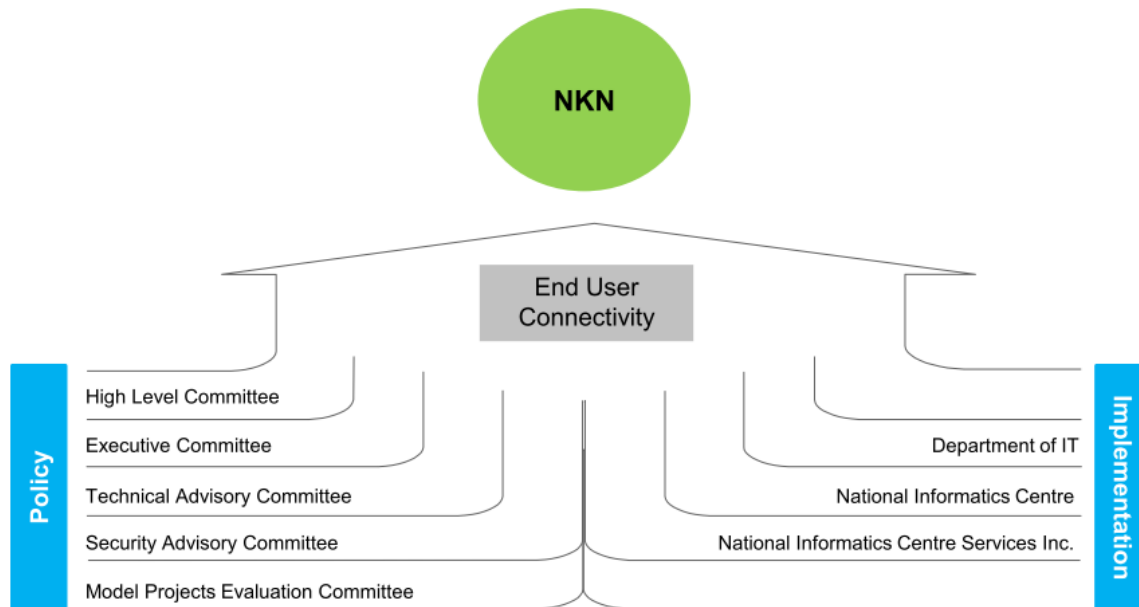 NKN
End User
Connectivity
Policy
High Level Committee
Executive Committee
Technical Advisory Committee
Security Advisory Committee
Model Projects Evaluation Committee
Department of IT
National Informatics Centre
National Informatics Centre Services Inc.
Implementation